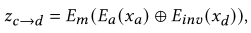 z_{c→d} = E_m(E_a(x_a) ⊕ E_{inv}(x_d)),